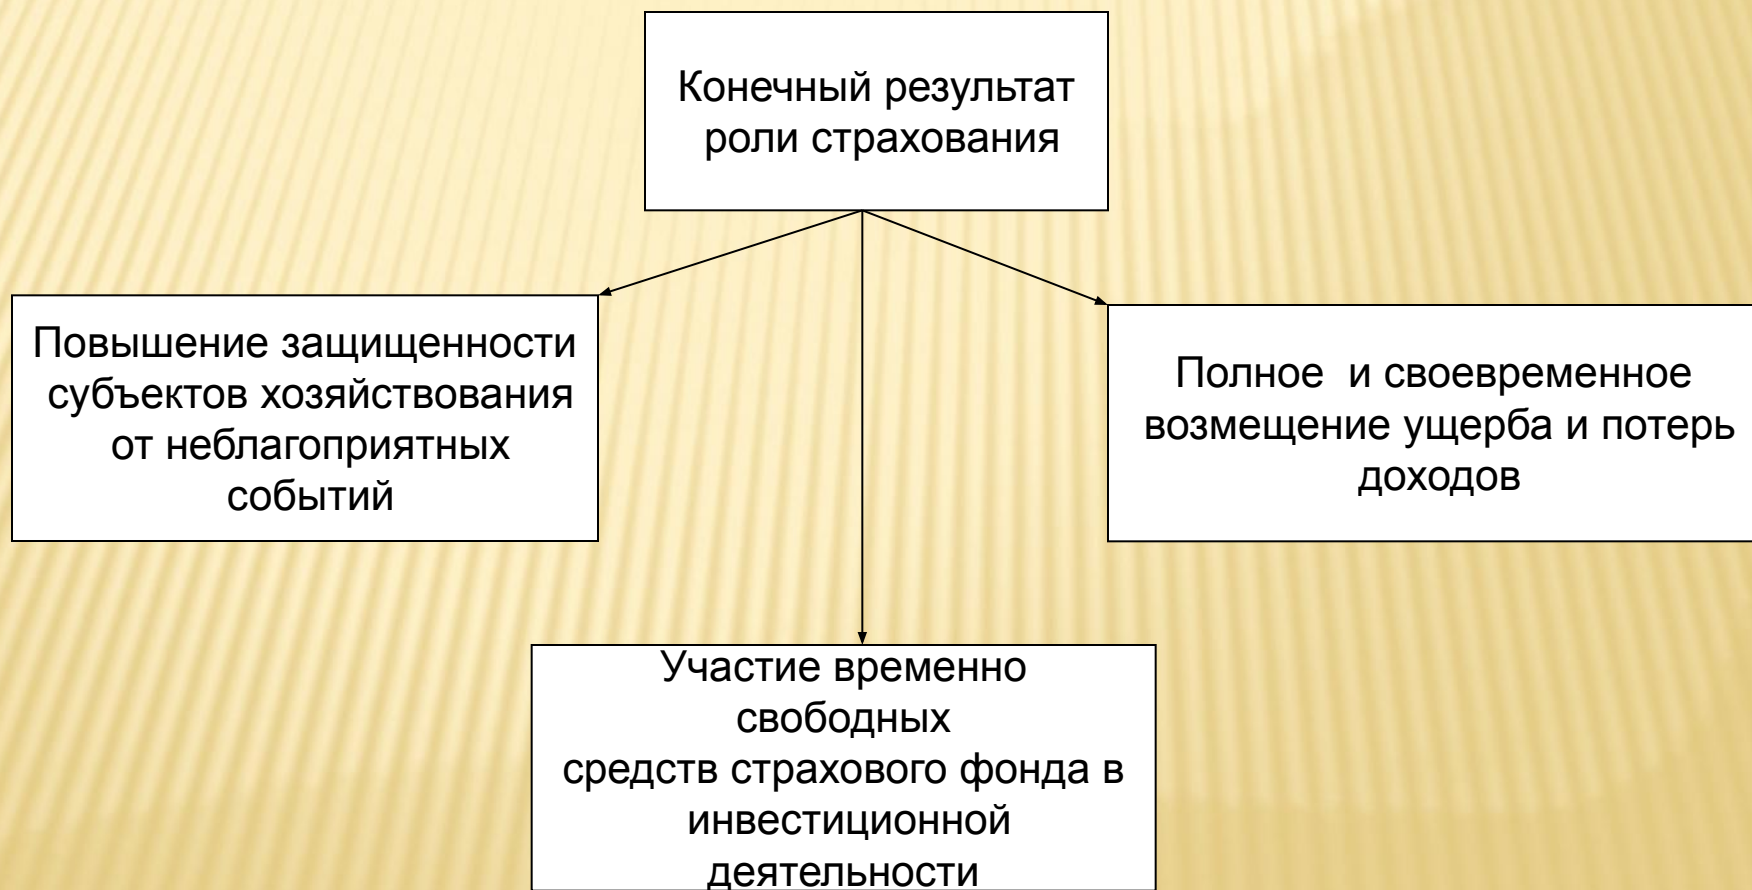 Конечный результат
роли страхования
Повышение защищенности
субъектов хозяйствования
от неблагоприятных
событий
Полное и своевременное
возмещение ущерба и потерь
доходов
Участие временно
свободных
средств страхового фонда в
инвестиционной
деятельности